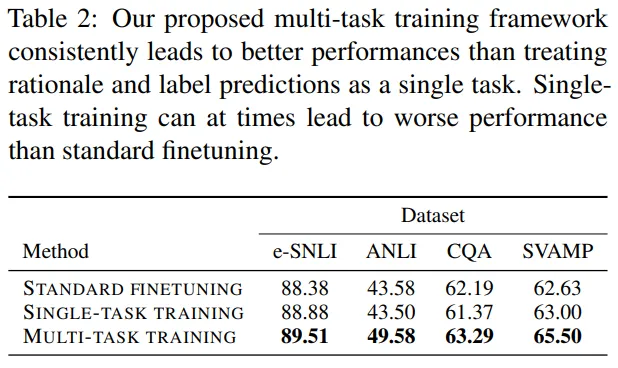 Table 2: Our proposed multi-task training framework
consistently leads to better performances than treating
rationale and label predictions as a single task. Single-
task training can at times lead to worse performance
than standard finetuning.
Dataset
Method e-SNLI ANLI CQA SVAMP
STANDARD FINETUNING 88.38 43.58 62.19 62.63
SINGLE-TASK TRAINING 88.88 43.50 61.37 63.00
MULTI-TASK TRAINING 89.51 49.58 63.29 65.50